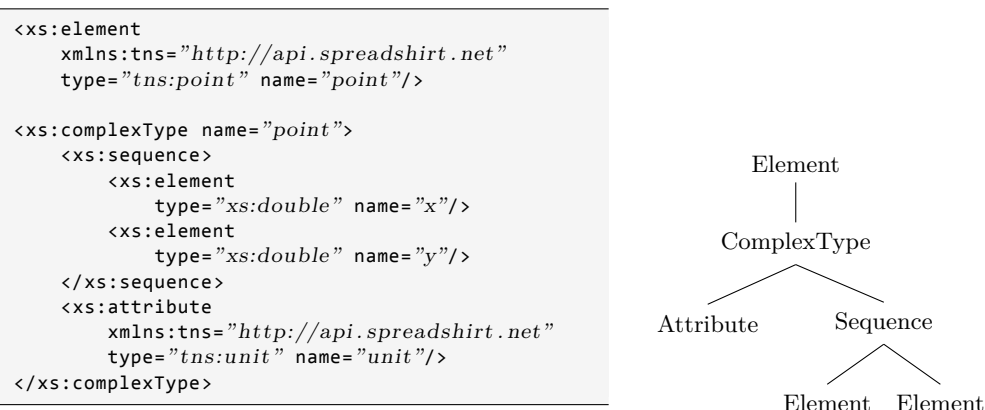 <xs:element
xmlns:tns="http://api.spreadshirt.net"
type="tns:point" name="point"/>
<xs:complexType name="point">
<xs:sequence>
<xs:element
type="xs:double" name="x"/>
<xs:element
type="xs:double" name="y"/>
</xs:sequence>
<xs:attribute
xmlns:tns="http://api.spreadshirt.net"
type="tns:unit" name="unit"/>
</xs:complexType>
Element
ComplexType
Attribute Sequence
Element Element